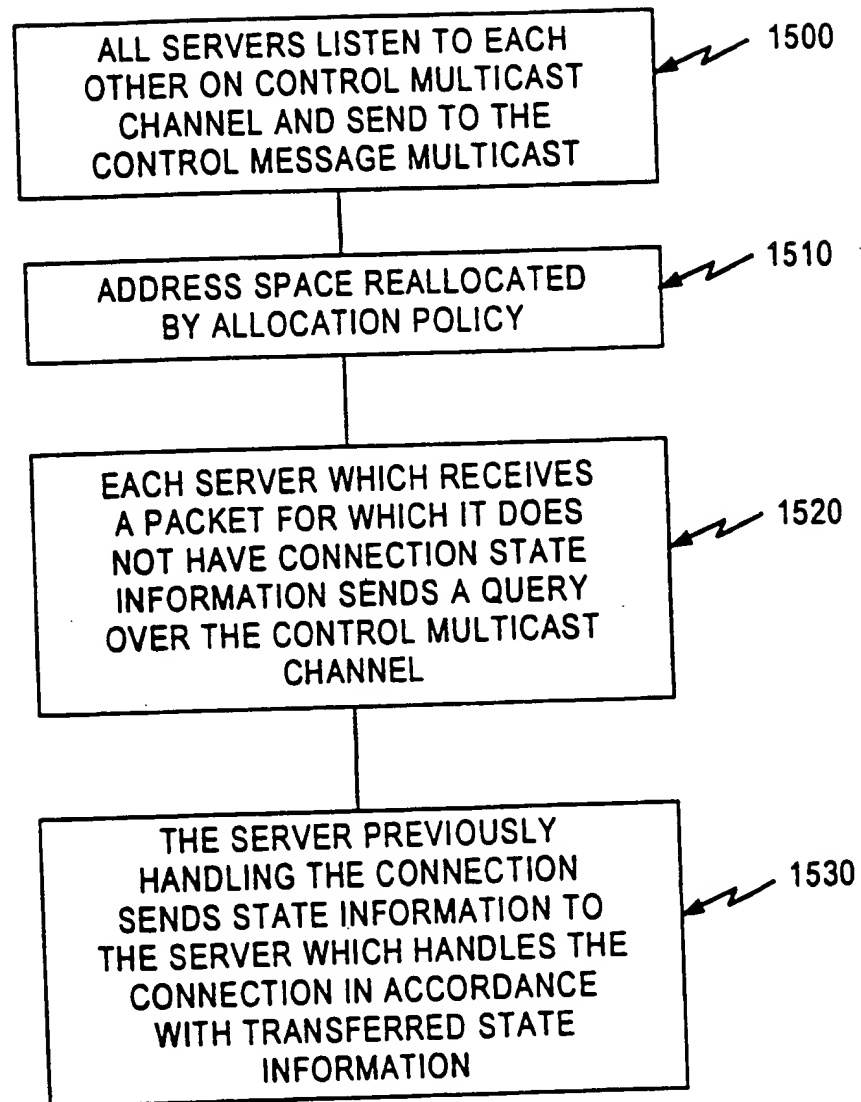 ALL SERVERS LISTEN TO EACH
OTHER ON CONTROL MULTICAST
CHANNEL AND SEND TO THE
CONTROL MESSAGE MULTICAST
1500
ADDRESS SPACE REALLOCATED
BY ALLOCATION POLICY
1510
EACH SERVER WHICH RECEIVES
A PACKET FOR WHICH IT DOES
NOT HAVE CONNECTION STATE
INFORMATION SENDS A QUERY
OVER THE CONTROL MULTICAST
CHANNEL
1520
THE SERVER PREVIOUSLY
HANDLING THE CONNECTION
SENDS STATE INFORMATION TO
THE SERVER WHICH HANDLES THE
CONNECTION IN ACCORDANCE
WITH TRANSFERRED STATE
INFORMATION
1530